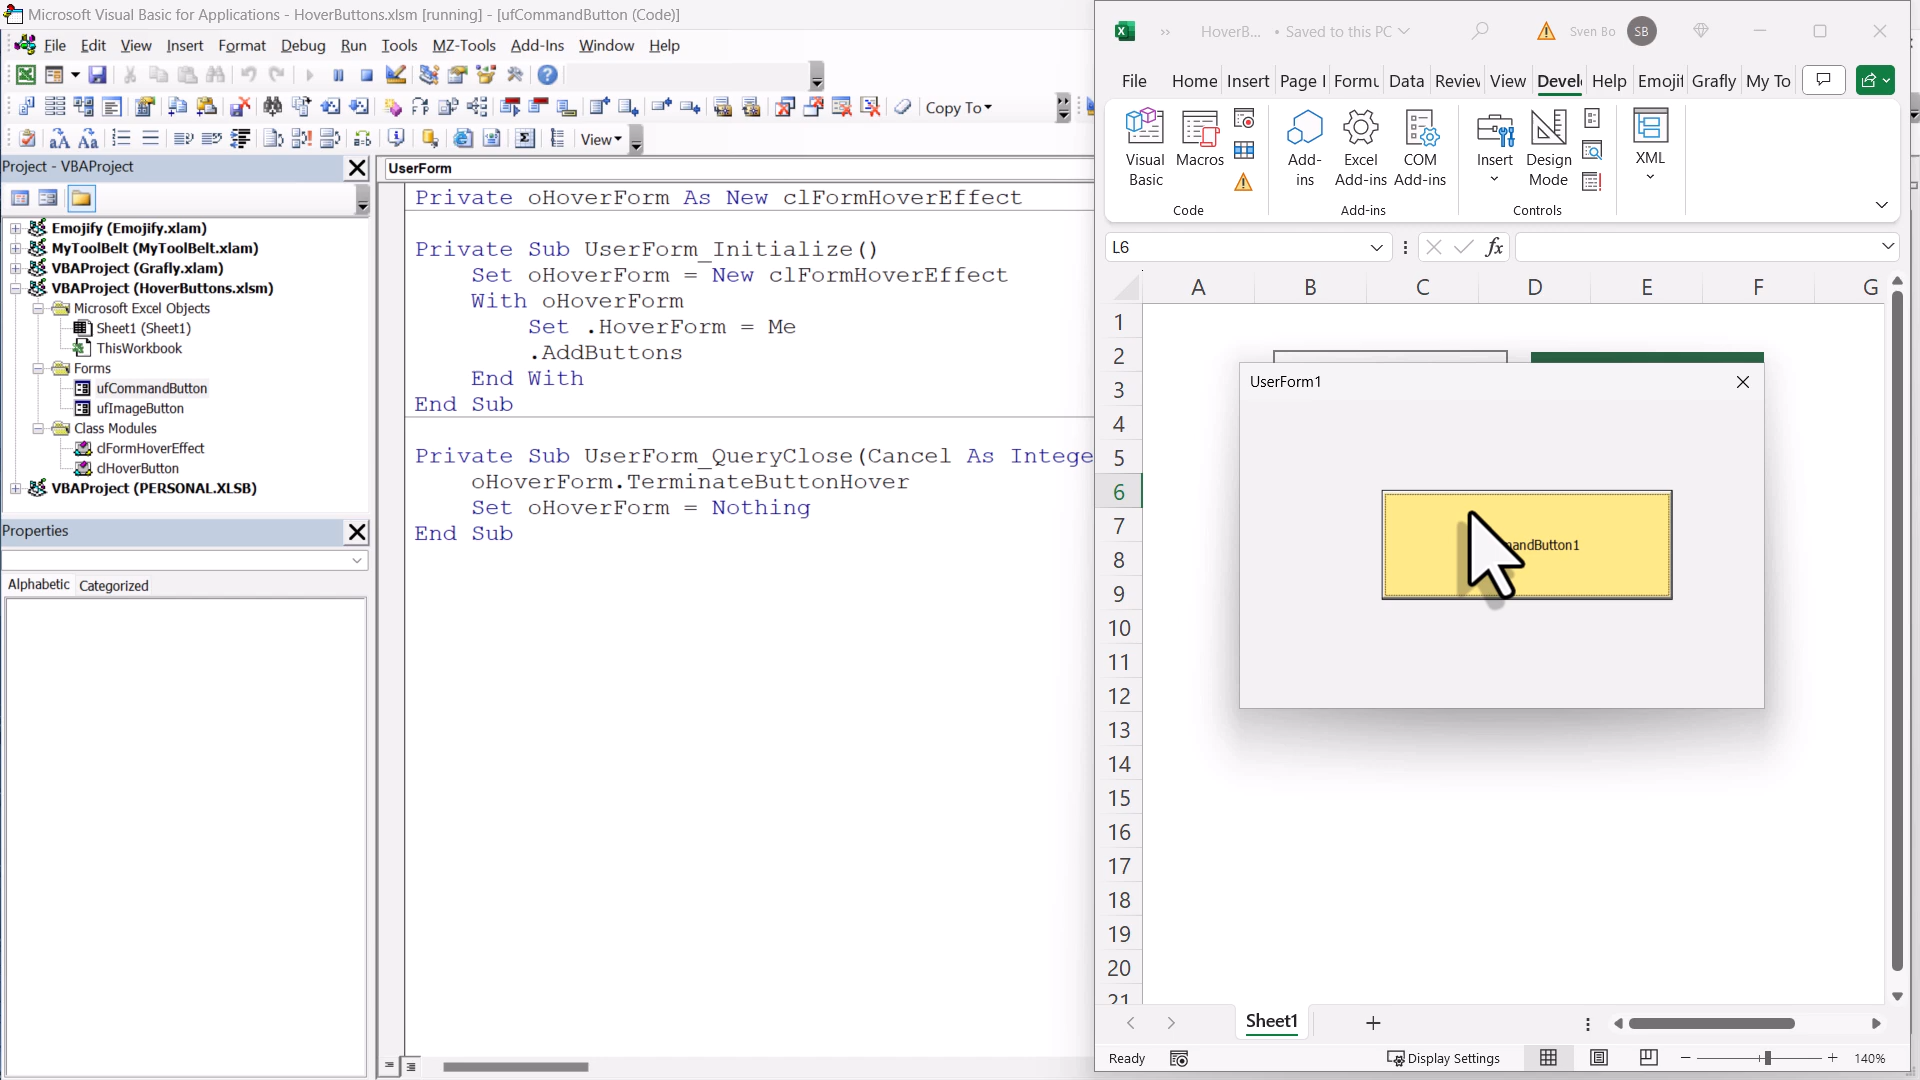 Microsoft Visual Basic for Applications - HoverButtons.xlsm [running] - [ufCommandButton (Code)]
File Edit View Insert Format Debug Run Tools MZ-Tools Add-Ins Window Help
Copy To
View
Project - VBAProject
Emojify (Emojify.xlam)
MyToolBelt (MyToolBelt.xlam)
VBAProject (Grafly.xlam)
VBAProject (HoverButtons.xlsm)
Microsoft Excel Objects
Sheet1 (Sheet1)
ThisWorkbook
Forms
ufCommandButton
ufImageButton
Class Modules
clFormHoverEffect
clHoverButton
VBAProject (PERSONAL.XLSB)
Properties
Alphabetic Categorized
UserForm
Private oHoverForm As New clFormHoverEffect
Private Sub UserForm_Initialize()
Set oHoverForm = New clFormHoverEffect
With oHoverForm
Set .HoverForm = Me
.AddButtons
End With
End Sub
Private Sub UserForm_QueryClose(Cancel As Intege
oHoverForm.TerminateButtonHover
Set oHoverForm = Nothing
End Sub
HoverB... • Saved to this PC
Sven Bo SB
File Home Insert Page I Formu Data Review View Develo Help Emojif Grafly My To
Visual Basic
Macros
Add-ins
Excel Add-ins
COM Add-ins
Insert
Design Mode
XML
Code
Add-ins
Controls
L6
fx
A B C D E F G
1
2
3
4
5
6
7
8
9
10
11
12
13
14
15
16
17
18
19
20
21
UserForm1
andButton1
Sheet1
Ready
Display Settings
140%